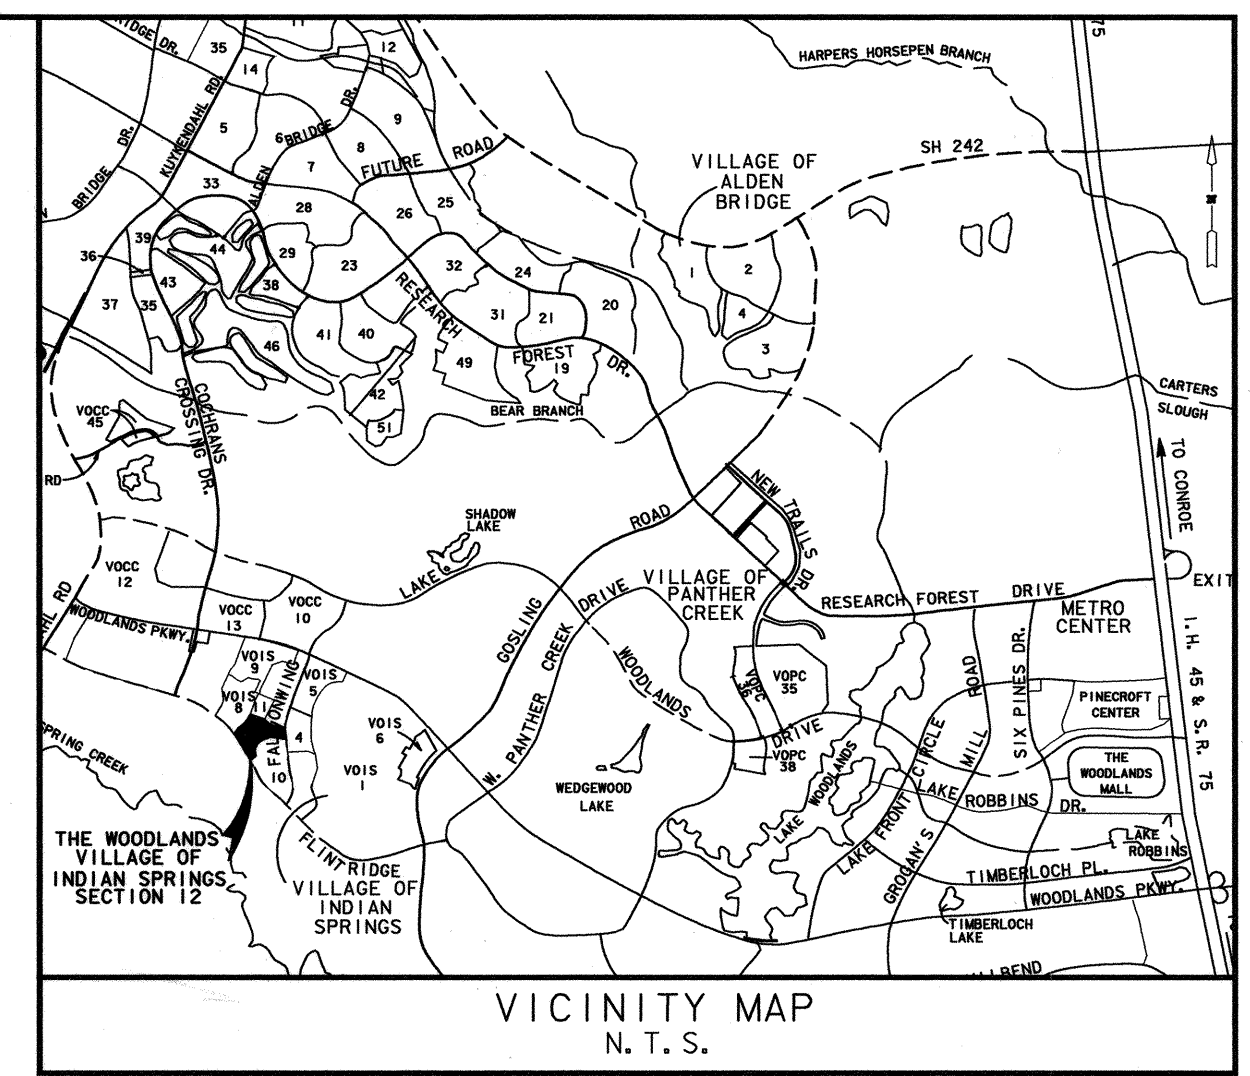 RIDGE DR.
35
12
75
HARPERS HORSEPEN BRANCH
14
KUYKENDAHL RD.
DR.
5
6
BRIDGE
DR.
9
8
7
FUTURE ROAD
SH 242
VILLAGE OF
ALDEN
BRIDGE
BRIDGE
33
ALDEN
28
26
25
39
44
29
23
32
24
1
2
36
43
38
RESEARCH
37
35
41
40
31
21
20
4
46
49
FOREST
19
DR.
3
42
51
BEAR BRANCH
CARTERS
SLOUGH
VOCC
45
COCHRANS
CROSSING DR.
RD
TO CONROE
NEW TRAILS DR.
SHADOW
LAKE
ROAD
VOCC
12
LAKE
VILLAGE OF
PANTHER
CREEK
DRIVE
EXIT
RESEARCH FOREST DRIVE
METRO
CENTER
AHL RD
WOODLANDS PKWY.
VOCC
13
VOCC
10
GOSLING
I. H. 45 & S. R. 75
VOIS
9
VOIS
5
VOIS
8
11
W. PANTHER CREEK
WOODLANDS
VOPC
36
VOPC
35
ROAD
SIX PINES DR.
PINECROFT
CENTER
FALCONWING
4
10
VOIS
6
VOIS
1
DRIVE
VOPC
38
SPRING CREEK
WEDGEWOOD
LAKE
LAKE WOODLANDS
LAKE FRONT CIRCLE
MILL
THE
WOODLANDS
MALL
LAKE ROBBINS DR.
THE WOODLANDS
VILLAGE OF
INDIAN SPRINGS
SECTION 12
FLINTRIDGE
VILLAGE OF
INDIAN
SPRINGS
GROGAN'S
LAKE
ROBBINS
TIMBERLOCH PL.
WOODLANDS PKWY.
TIMBERLOCH
LAKE
LLBEND
VICINITY MAP
N. T. S.